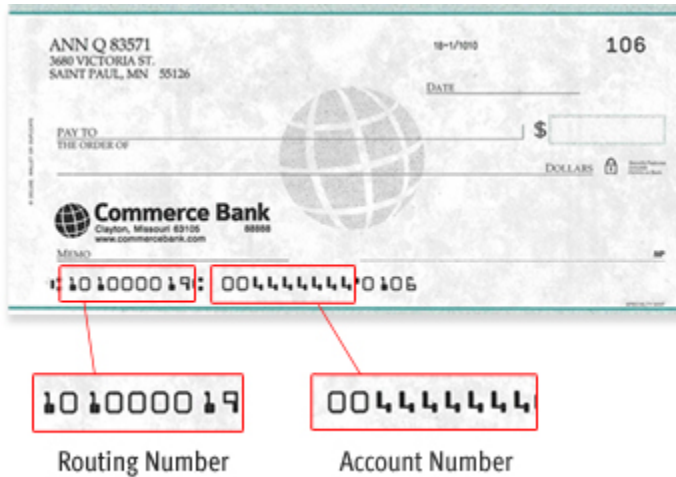 ANN Q 83571
3680 VICTORIA ST.
SAINT PAUL, MN 55126
18-1/1010
106
DATE
PAY TO
THE ORDER OF
$
DOLLARS
Commerce Bank
Clayton, Missouri 63105 88888
www.commercebank.com
MEMO
MP
⑆101000019⑆ 00444444440106
101000019
0044444444
Routing Number
Account Number